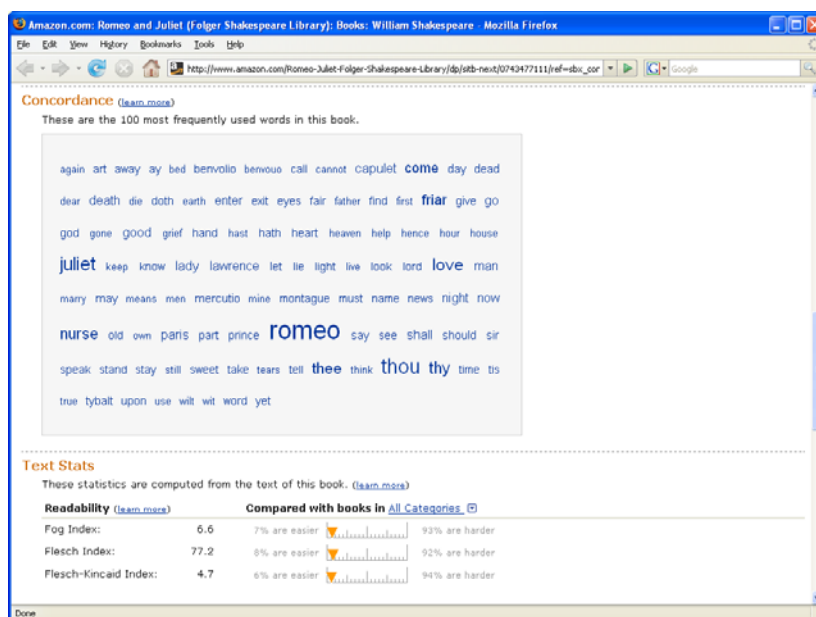 Amazon.com: Romeo and Juliet (Folger Shakespeare Library): Books: William Shakespeare - Mozilla Firefox
File Edit View History Bookmarks Tools Help
http://www.amazon.com/Romeo-Juliet-Folger-Shakespeare-Library/dp/sitb-next/0743477111/ref=sbx_cor Google
Concordance (learn more)
These are the 100 most frequently used words in this book.
again art away ay bed benvolio benvouo call cannot capulet come day dead
dear death die doth earth enter exit eyes fair father find first friar give go
god gone good grief hand hast hath heart heaven help hence hour house
juliet keep know lady lawrence let lie light live look lord love man
marry may means men mercutio mine montague must name news night now
nurse old own paris part prince romeo say see shall should sir
speak stand stay still sweet take tears tell thee think thou thy time tis
true tybalt upon use wilt wit word yet
Text Stats
These statistics are computed from the text of this book. (learn more)
Readability (learn more) Compared with books in All Categories
Fog Index: 6.6 7% are easier 93% are harder
Flesch Index: 77.2 8% are easier 92% are harder
Flesch-Kincaid Index: 4.7 6% are easier 94% are harder
Done